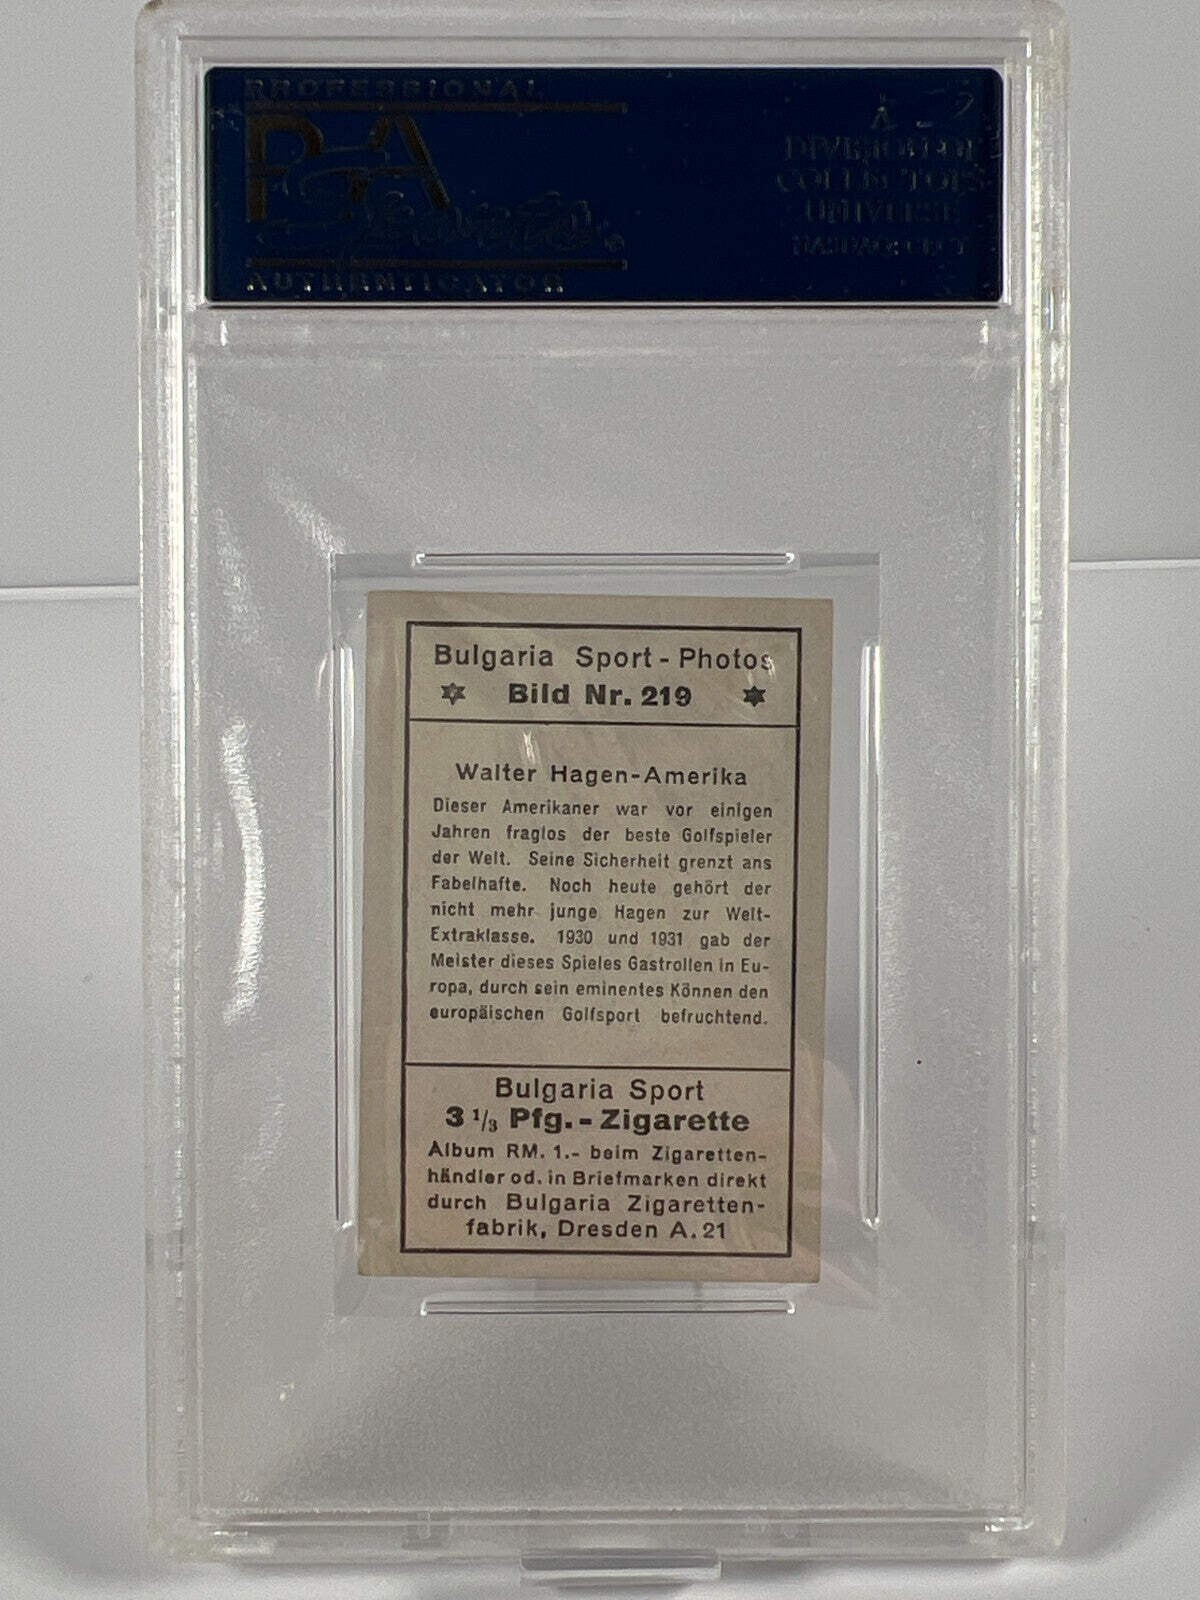 PROFESSIONAL
PSA
AUTHENTICATOR
A
DIVISION OF
COLLECTORS
UNIVERSE
Bulgaria Sport - Photos
Bild Nr. 219
Walter Hagen-Amerika
Dieser Amerikaner war vor einigen
Jahren fraglos der beste Golfspieler
der Welt. Seine Sicherheit grenzt ans
Fabelhafte. Noch heute gehört der
nicht mehr junge Hagen zur Welt-
Extraklasse. 1930 und 1931 gab der
Meister dieses Spieles Gastrollen in Eu-
ropa, durch sein eminentes Können den
europäischen Golfsport befruchtend.
Bulgaria Sport
3 1/3 Pfg. - Zigarette
Album RM. 1.- beim Zigaretten-
händler od. in Briefmarken direkt
durch Bulgaria Zigaretten-
fabrik, Dresden A. 21